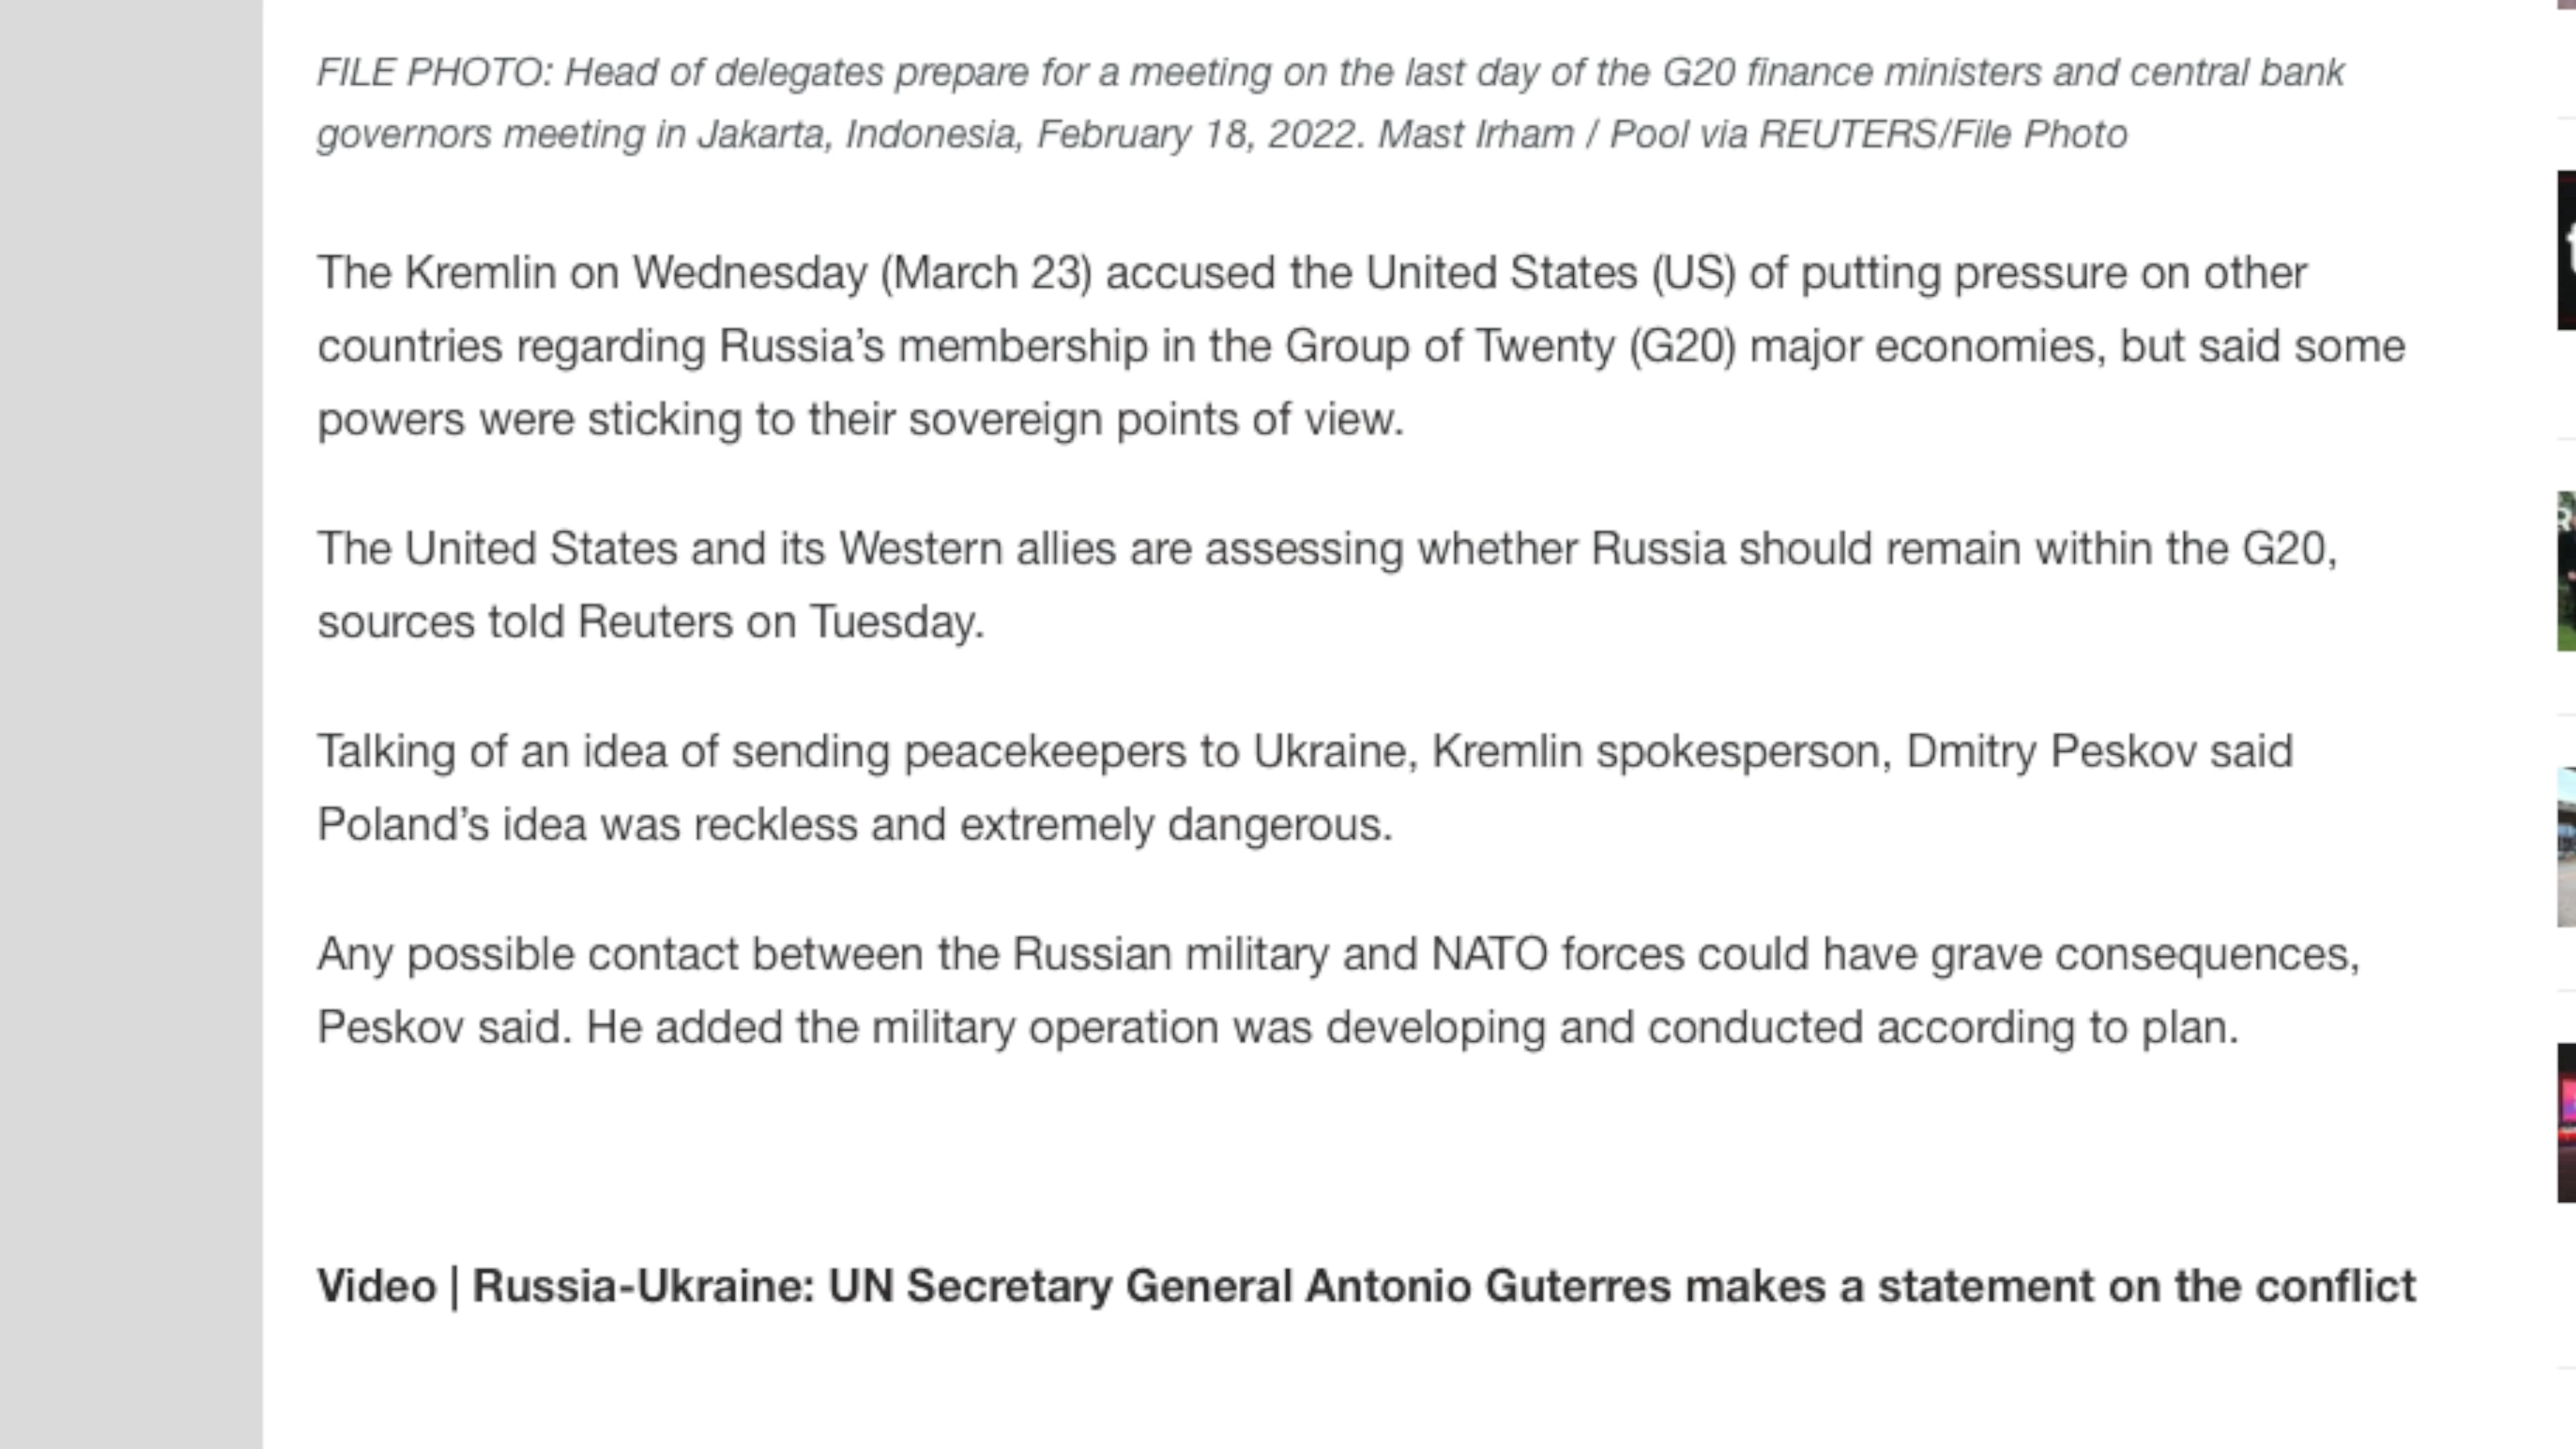 FILE PHOTO: Head of delegates prepare for a meeting on the last day of the G20 finance ministers and central bank
governors meeting in Jakarta, Indonesia, February 18, 2022. Mast Irham / Pool via REUTERS/File Photo
The Kremlin on Wednesday (March 23) accused the United States (US) of putting pressure on other
countries regarding Russia’s membership in the Group of Twenty (G20) major economies, but said some
powers were sticking to their sovereign points of view.
The United States and its Western allies are assessing whether Russia should remain within the G20,
sources told Reuters on Tuesday.
Talking of an idea of sending peacekeepers to Ukraine, Kremlin spokesperson, Dmitry Peskov said
Poland’s idea was reckless and extremely dangerous.
Any possible contact between the Russian military and NATO forces could have grave consequences,
Peskov said. He added the military operation was developing and conducted according to plan.
Video | Russia-Ukraine: UN Secretary General Antonio Guterres makes a statement on the conflict